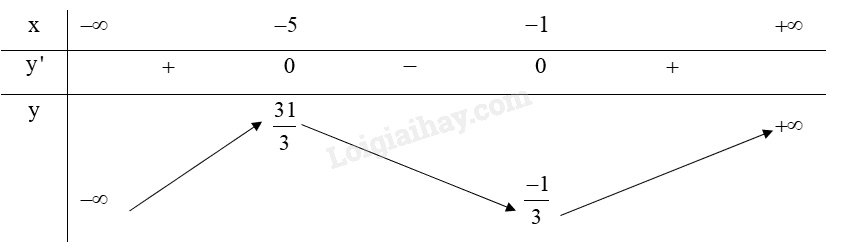 x −∞ −5 −1 +∞
y' + 0 − 0 +
y 31/3 +∞
−∞ −1/3
Loigiaihay.com